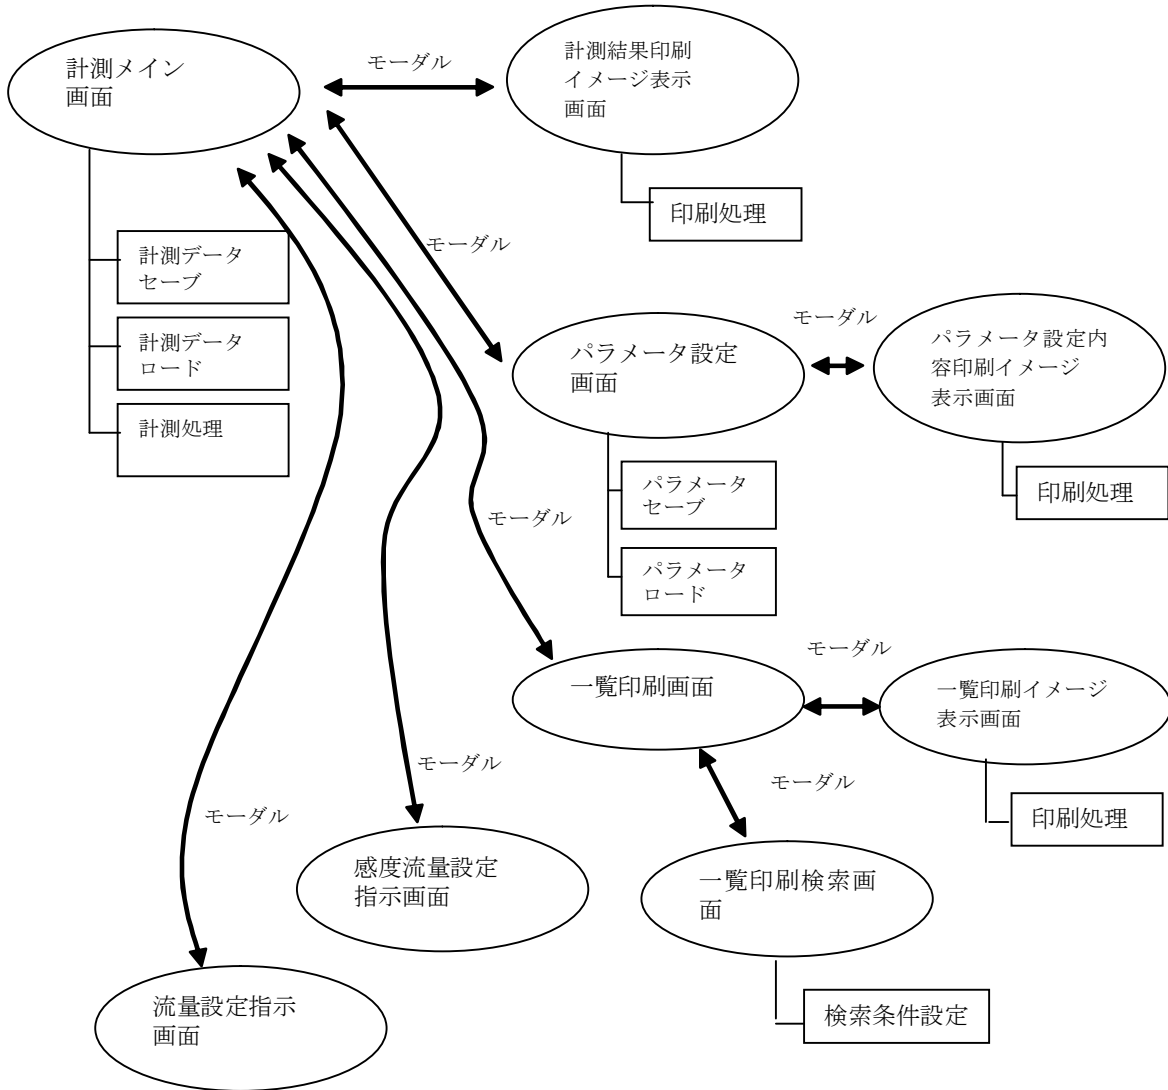 計測メイン
画面
モーダル
計測結果印刷
イメージ表示
画面
印刷処理
計測データ
セーブ
計測データ
ロード
計測処理
モーダル
パラメータ設定
画面
モーダル
パラメータ設定内
容印刷イメージ
表示画面
印刷処理
パラメータ
セーブ
パラメータ
ロード
モーダル
一覧印刷画面
モーダル
一覧印刷イメージ
表示画面
印刷処理
モーダル
一覧印刷検索画
面
検索条件設定
モーダル
感度流量設定
指示画面
モーダル
流量設定指示
画面